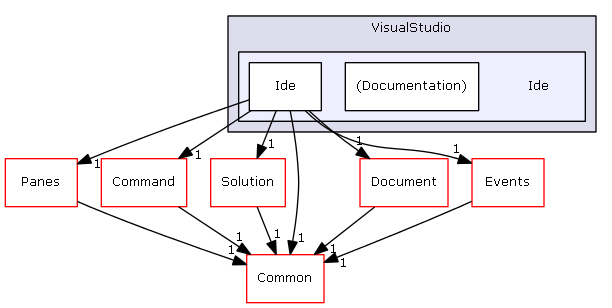 VisualStudio
Ide
(Documentation)
Ide
1
1
1
1
1
Panes
Command
Solution
Document
Events
1
1
1
1
1
1
Common